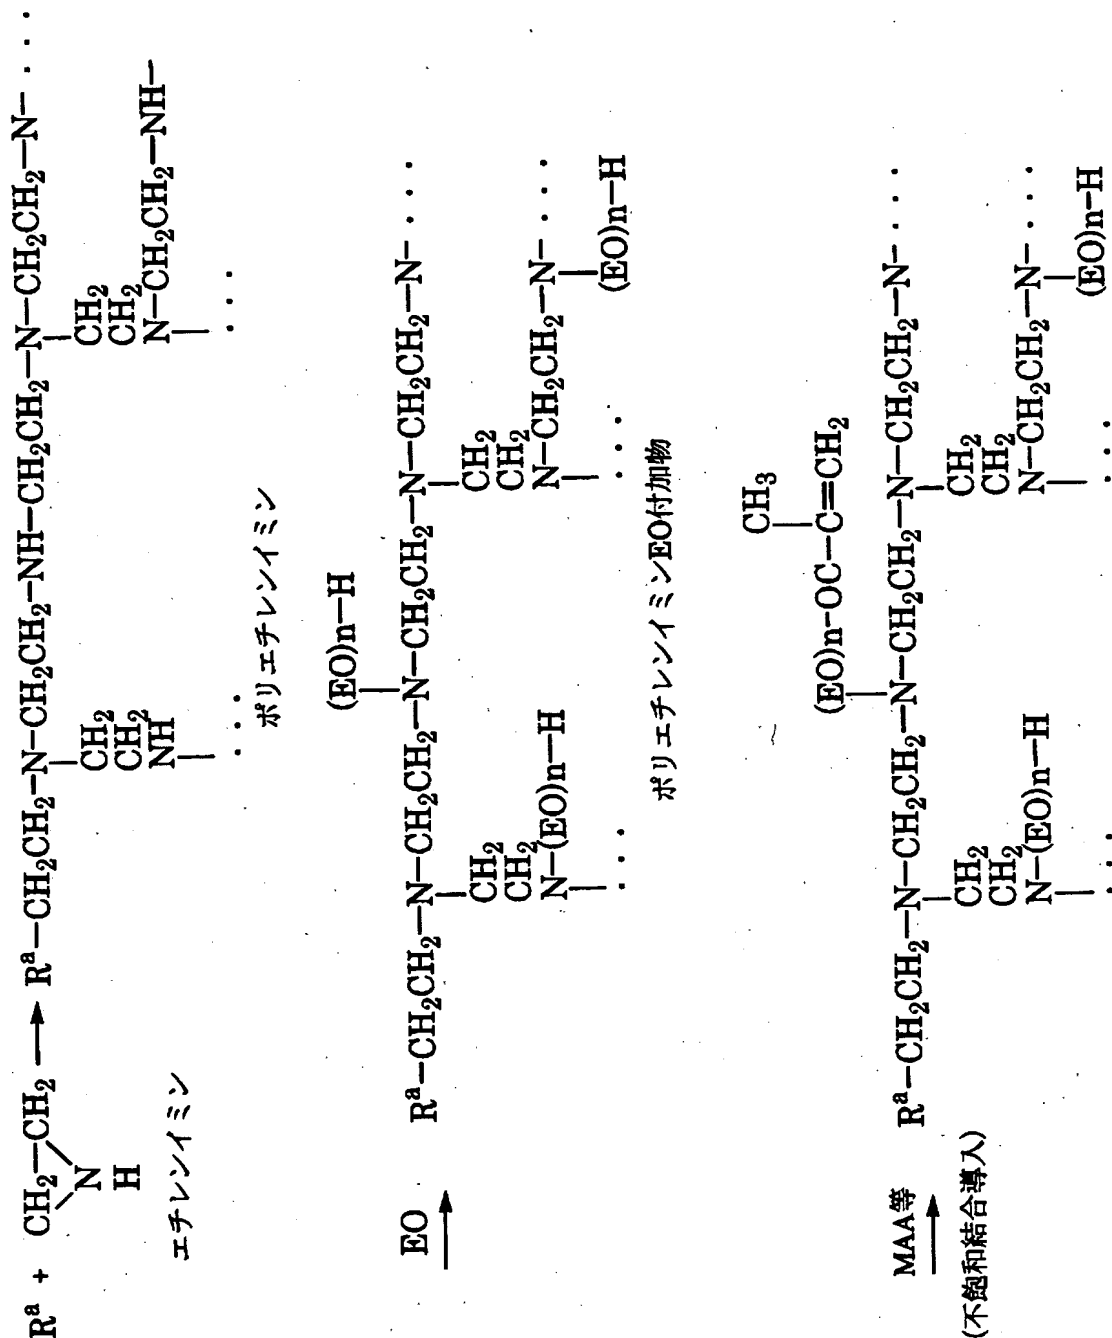 Rᵃ + CH₂—CH₂ → Rᵃ—CH₂CH₂—N—CH₂CH₂—NH—CH₂CH₂—N—CH₂CH₂—N—···
N
H
CH₂
CH₂
NH
···
CH₂
CH₂
N—CH₂CH₂—NH—
···
エチレンイミン
ポリエチレンイミン
(EO)n—H
EO → Rᵃ—CH₂CH₂—N—CH₂CH₂—N—CH₂CH₂—N—CH₂CH₂—N—···
CH₂
CH₂
N—(EO)n—H
···
CH₂
CH₂
N—CH₂CH₂—N—···
(EO)n—H
···
ポリエチレンイミンEO付加物
CH₃
(EO)n-OC—C=CH₂
MAA等 → Rᵃ—CH₂CH₂—N—CH₂CH₂—N—CH₂CH₂—N—CH₂CH₂—N—···
(不飽和結合導入)
CH₂
CH₂
N—(EO)n—H
···
CH₂
CH₂
N—CH₂CH₂—N—···
(EO)n—H
···